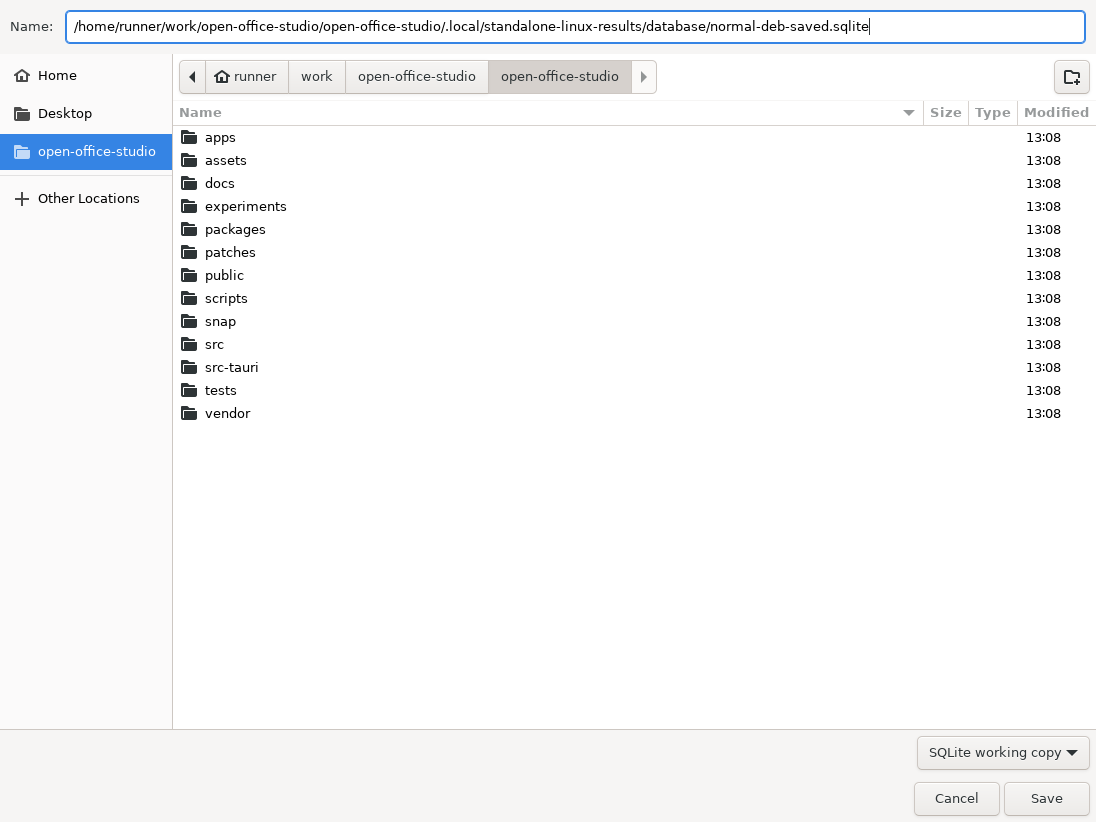 Name: /home/runner/work/open-office-studio/open-office-studio/.local/standalone-linux-results/database/normal-deb-saved.sqlite
Home
Desktop
open-office-studio
Other Locations
runner work open-office-studio open-office-studio
Name Size Type Modified
apps 13:08
assets 13:08
docs 13:08
experiments 13:08
packages 13:08
patches 13:08
public 13:08
scripts 13:08
snap 13:08
src 13:08
src-tauri 13:08
tests 13:08
vendor 13:08
SQLite working copy
Cancel Save